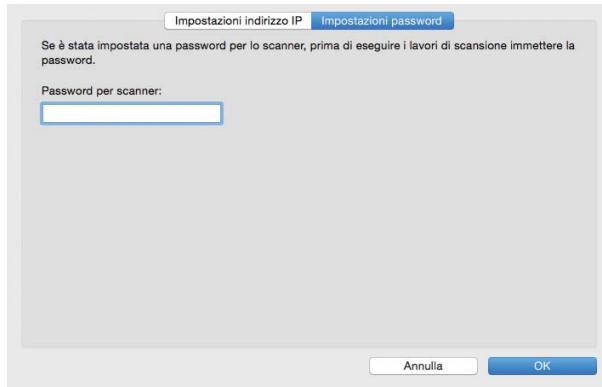 Impostazioni indirizzo IP Impostazioni password
Se è stata impostata una password per lo scanner, prima di eseguire i lavori di scansione immettere la
password.
Password per scanner:
Annulla OK